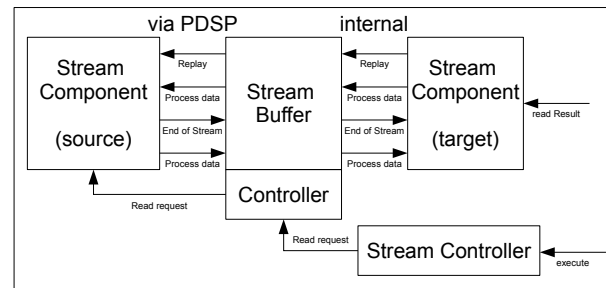 via PDSP
internal
Stream
Component
(source)
Replay
Process data
End of Stream
Process data
Stream
Buffer
Replay
Process data
End of Stream
Process data
Stream
Component
(target)
read Result
Controller
Read request
Read request
Stream Controller
execute